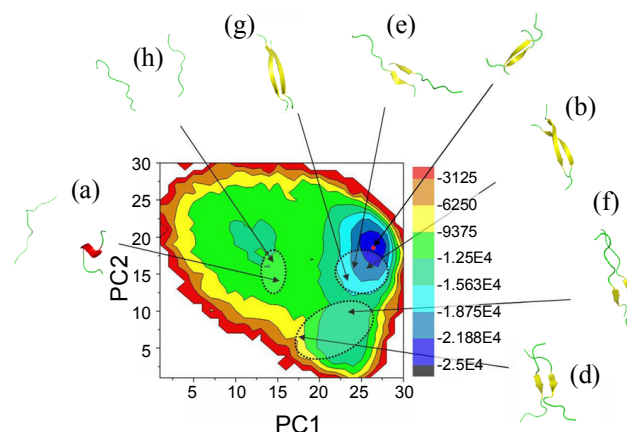 (g)
(e)
(h)
(b)
(a)
(f)
(d)
30
25
20
15
10
5
PC2
5 10 15 20 25 30
PC1
-3125
-6250
-9375
-1.25E4
-1.563E4
-1.875E4
-2.188E4
-2.5E4